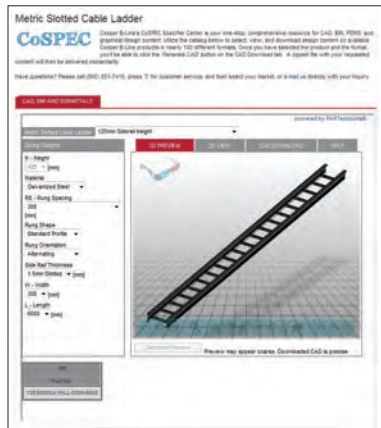 Metric Slotted Cable Ladder
CoSPEC
Cooper B-Line's CoSPEC Specifier Center is your one-stop, comprehensive resource for CAD, BIM, PDMS, and
graphical design content. Utilize the catalog below to select, view, and download design content on available
Cooper B-Line products in nearly 100 different formats. Once you have selected the product and the format,
you'll be able to click the 'Generate CAD' button on the CAD Download tab. A zipped file with your requested
content will then be delivered momentarily.
Have questions? Please call (800) 851-7415, press '3' for customer service, and then select your market, or e-mail us directly with your inquiry.
CAD, BIM AND SUBMITTALS
powered by
Metric Slotted Cable Ladder
125mm Siderail Height
H - Height
125
[mm]
Material
Galvanized Steel
RS - Rung Spacing
300
[mm]
Rung Shape
Standard Profile
Rung Orientation
Alternating
Side Rail Thickness
1.5mm Slotted
[mm]
W - Width
200
[mm]
L - Length
6000
[mm]
3D PREVIEW
2D VIEW
CAD DOWNLOAD
HELP
Preview may appear coarse. Downloaded CAD is precise.